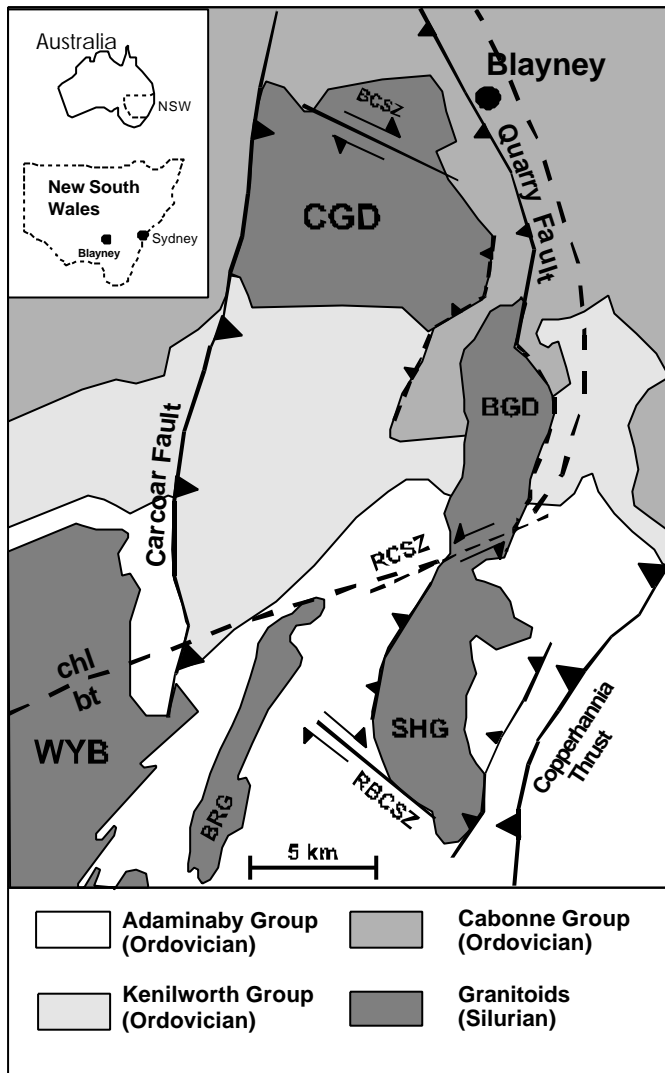 Australia
NSW
New South
Wales
Blayney
Sydney
Blayney
Quarry Fault
BCSZ
CGD
BGD
Carcoar Fault
RCSZ
chl
bt
WYB
SHG
BRG
RBCSZ
Copperhannia
Thrust
5 km
Adaminaby Group
(Ordovician)
Cabonne Group
(Ordovician)
Kenilworth Group
(Ordovician)
Granitoids
(Silurian)